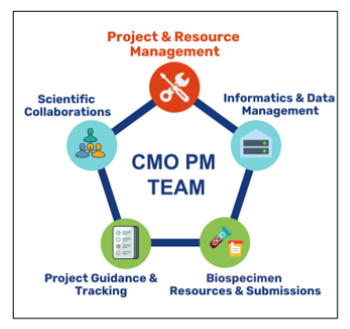 Project & Resource
Management
Scientific
Collaborations
Informatics & Data
Management
CMO PM
TEAM
Project Guidance &
Tracking
Biospecimen
Resources & Submissions